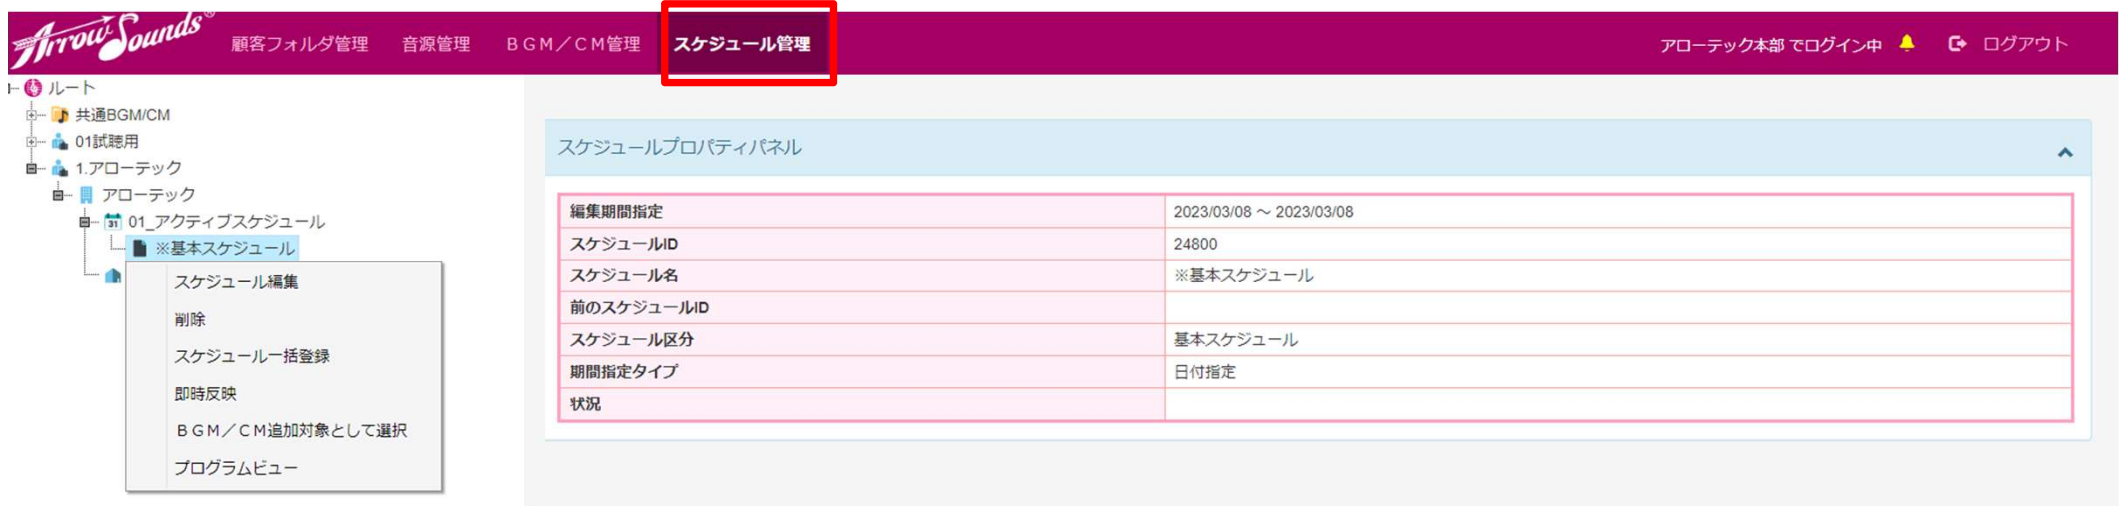 ArrowSounds®
顧客フォルダ管理 音源管理 ＢＧＭ／ＣＭ管理 スケジュール管理 アローテック本部 でログイン中 ログアウト
ルート
共通BGM/CM
01試聴用
1.アローテック
アローテック
01_アクティブスケジュール
※基本スケジュール
スケジュール編集
削除
スケジュール一括登録
即時反映
ＢＧＭ／ＣＭ追加対象として選択
プログラムビュー
スケジュールプロパティパネル
編集期間指定 2023/03/08 ～ 2023/03/08
スケジュールID 24800
スケジュール名 ※基本スケジュール
前のスケジュールID
スケジュール区分 基本スケジュール
期間指定タイプ 日付指定
状況